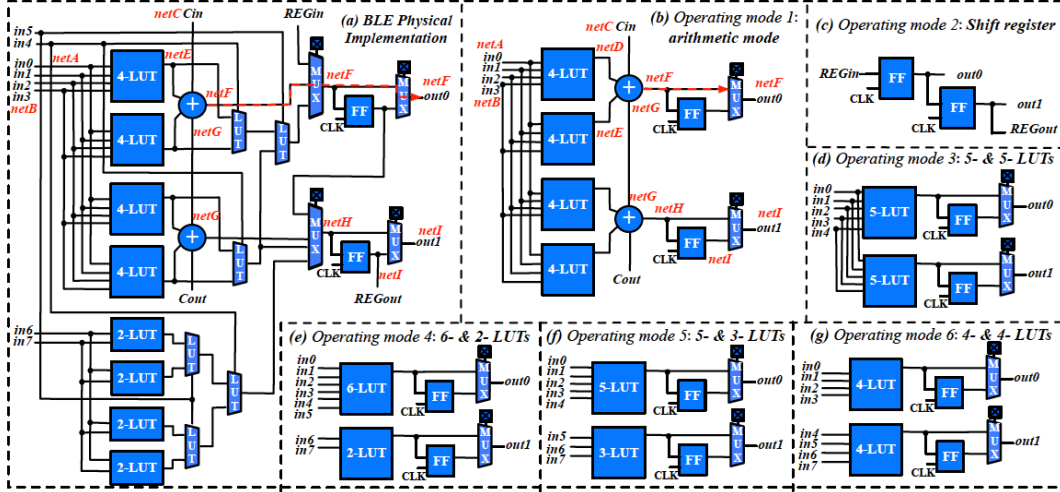 netC Cin
REGin
(a) BLE Physical
Implementation
in5
in4
netA
in0
in1
in2
in3
netB
4-LUT
4-LUT
4-LUT
4-LUT
netE
netF
netG
netG
Cout
LUT
LUT
LUT
MUX
netF
FF
CLK
MUX
netF
out0
MUX
netH
FF
CLK
MUX
netI
out1
netI
REGout
in6
in7
2-LUT
2-LUT
2-LUT
2-LUT
LUT
LUT
LUT
(b) Operating mode 1:
arithmetic mode
netC Cin
netA
in0
in1
in2
in3
netB
4-LUT
4-LUT
4-LUT
4-LUT
netD
netE
netF
netG
FF
CLK
MUX
netF
out0
netG
netH
FF
CLK
MUX
netI
out1
netI
Cout
(c) Operating mode 2: Shift register
REGin
FF
out0
FF
out1
REGout
(d) Operating mode 3: 5- & 5- LUTs
in0
in1
in2
in3
in4
5-LUT
FF
CLK
MUX
out0
5-LUT
FF
CLK
MUX
out1
(e) Operating mode 4: 6- & 2- LUTs
in0
in1
in2
in3
in4
in5
6-LUT
FF
CLK
MUX
out0
in6
in7
2-LUT
FF
CLK
MUX
out1
(f) Operating mode 5: 5- & 3- LUTs
in0
in1
in2
in3
in4
5-LUT
FF
CLK
MUX
out0
in5
in6
in7
3-LUT
FF
CLK
MUX
out1
(g) Operating mode 6: 4- & 4- LUTs
in0
in1
in2
in3
4-LUT
FF
CLK
MUX
out0
in4
in5
in6
in7
4-LUT
FF
CLK
MUX
out1